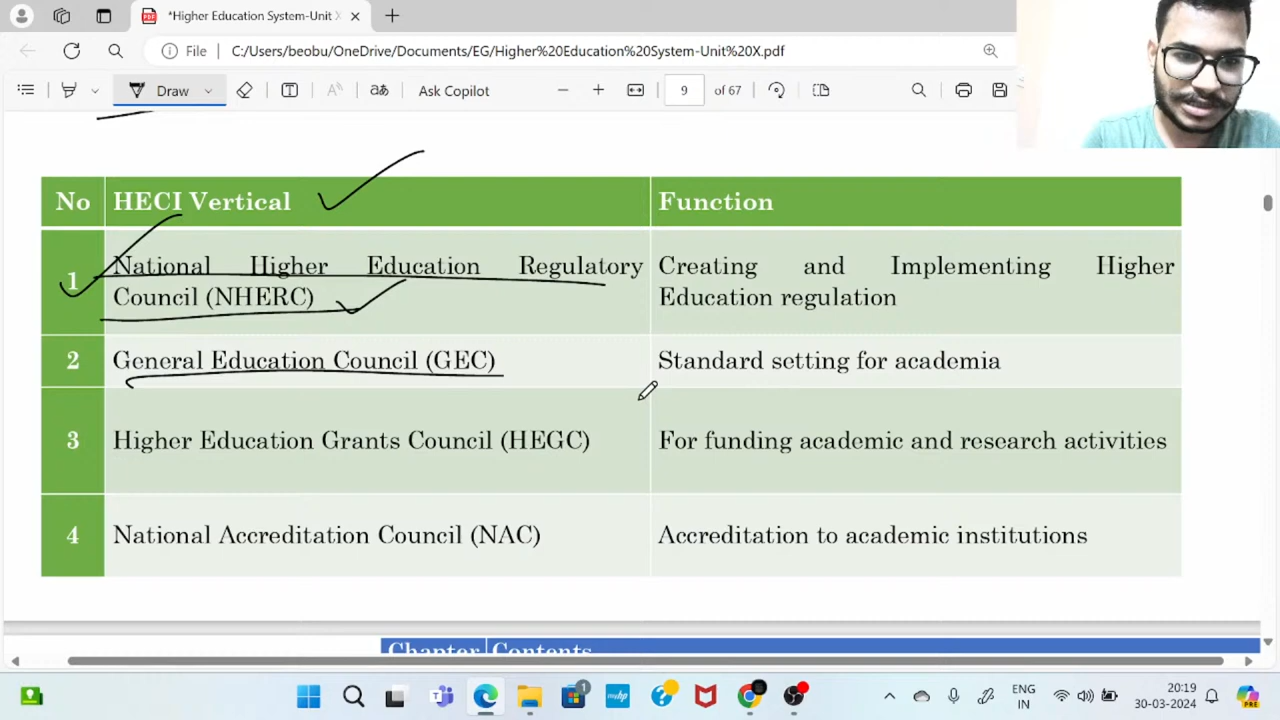 *Higher Education System-Unit X
File
C:/Users/beobu/OneDrive/Documents/EG/Higher%20Education%20System-Unit%20X.pdf
Draw
Ask Copilot
9 of 67
No HECI Vertical Function
1 National Higher Education Regulatory Council (NHERC)
Creating and Implementing Higher Education regulation
2 General Education Council (GEC) Standard setting for academia
3 Higher Education Grants Council (HEGC) For funding academic and research activities
4 National Accreditation Council (NAC) Accreditation to academic institutions
Chapter Contents
ENG
IN
20:19
30-03-2024